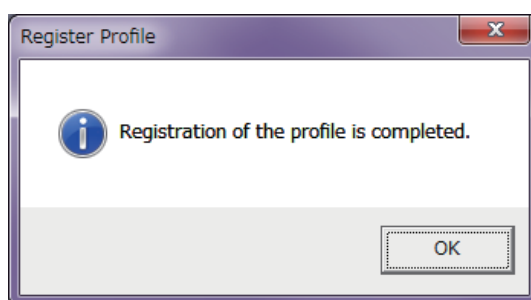 Register Profile
Registration of the profile is completed.
OK